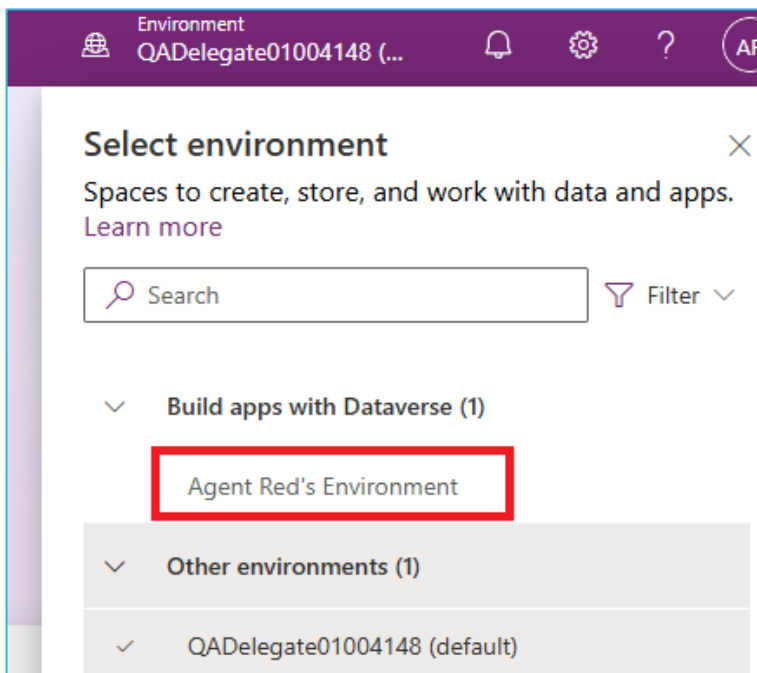 Environment
QADelegate01004148 (...
?
Select environment
Spaces to create, store, and work with data and apps.
Learn more
Search
Filter
Build apps with Dataverse (1)
Agent Red's Environment
Other environments (1)
QADelegate01004148 (default)